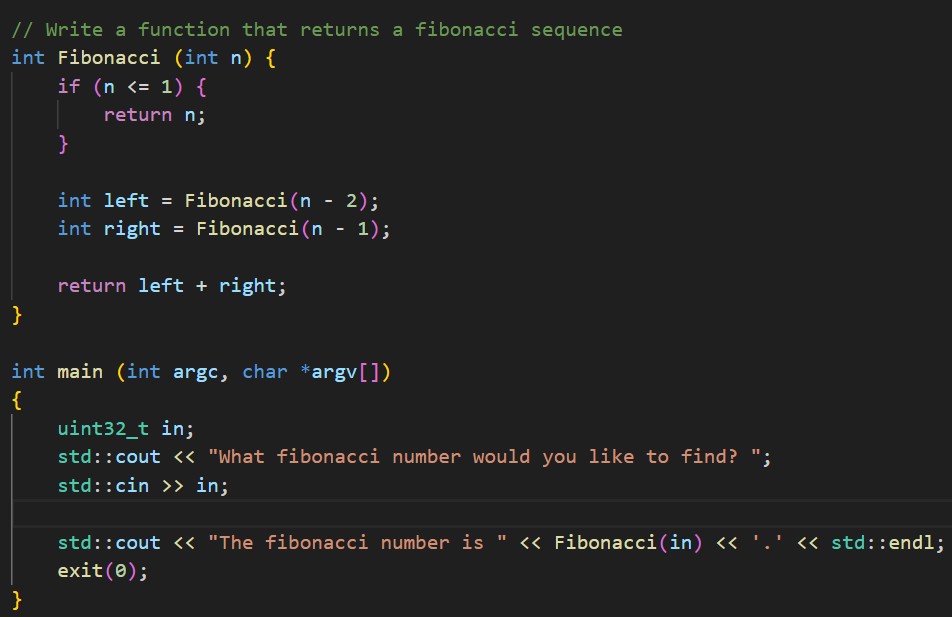 // Write a function that returns a fibonacci sequence
int Fibonacci (int n) {
    if (n <= 1) {
        return n;
    }

    int left = Fibonacci(n - 2);
    int right = Fibonacci(n - 1);

    return left + right;
}

int main (int argc, char *argv[])
{
    uint32_t in;
    std::cout << "What fibonacci number would you like to find? ";
    std::cin >> in;

    std::cout << "The fibonacci number is " << Fibonacci(in) << '.' << std::endl;
    exit(0);
}